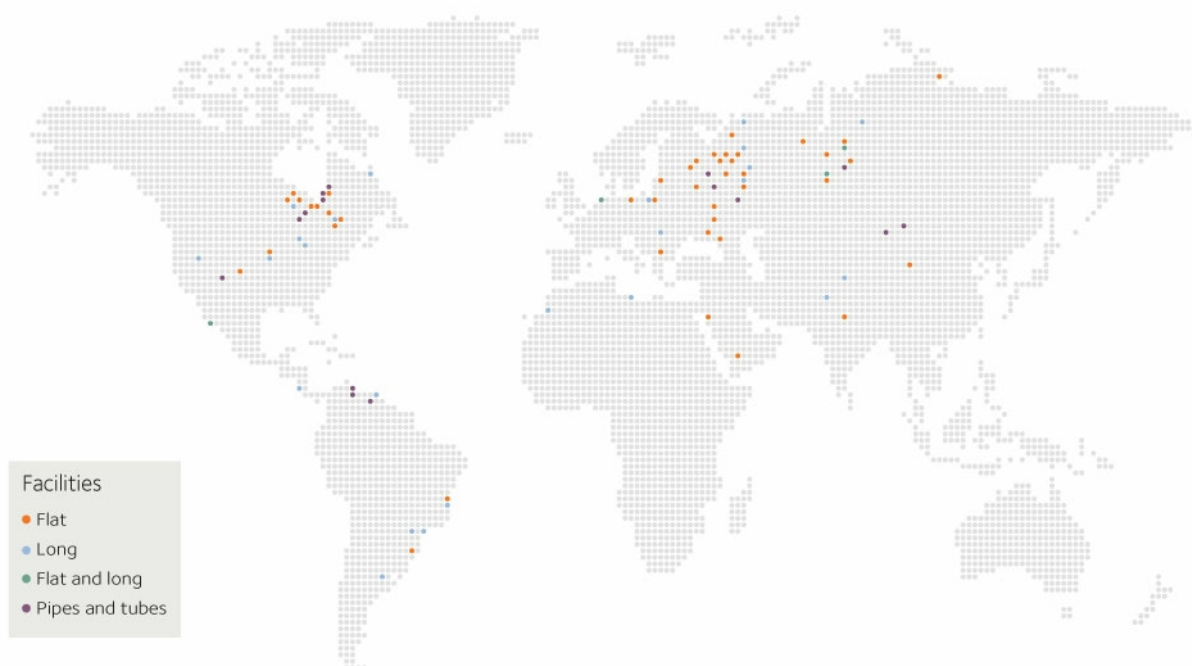 Facilities
Flat
Long
Flat and long
Pipes and tubes